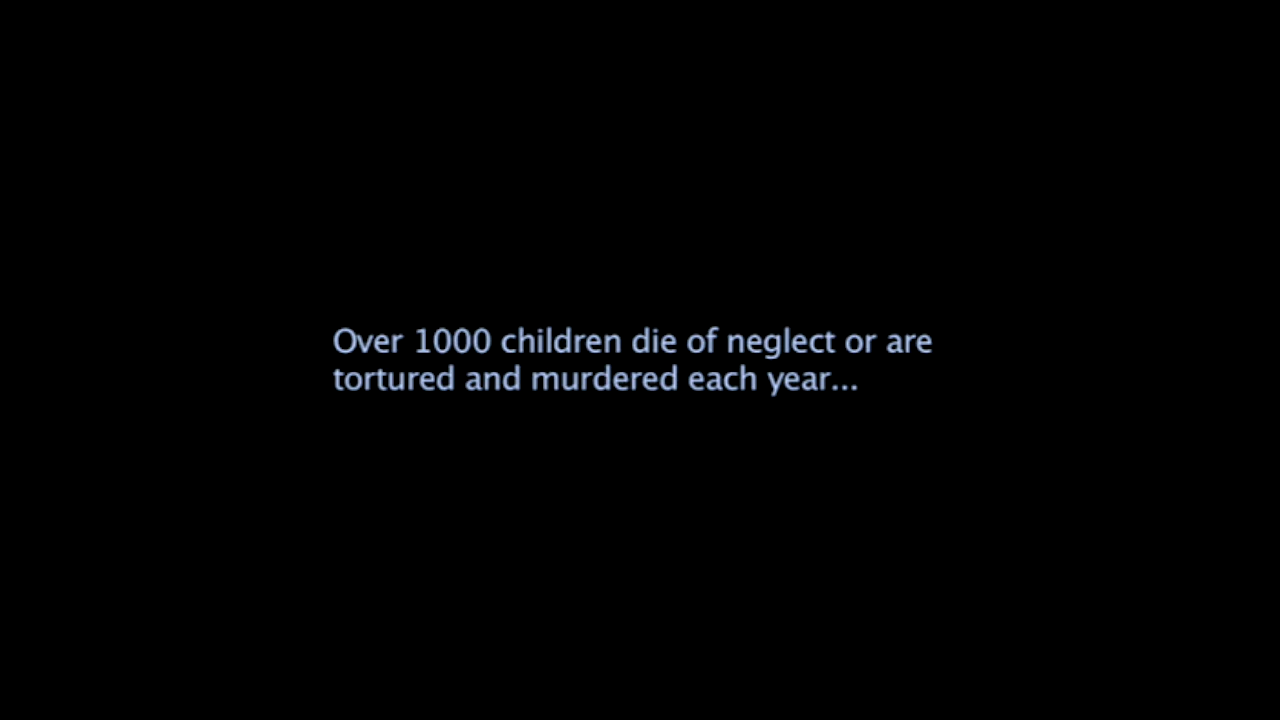 Over 1000 children die of neglect or are
tortured and murdered each year...